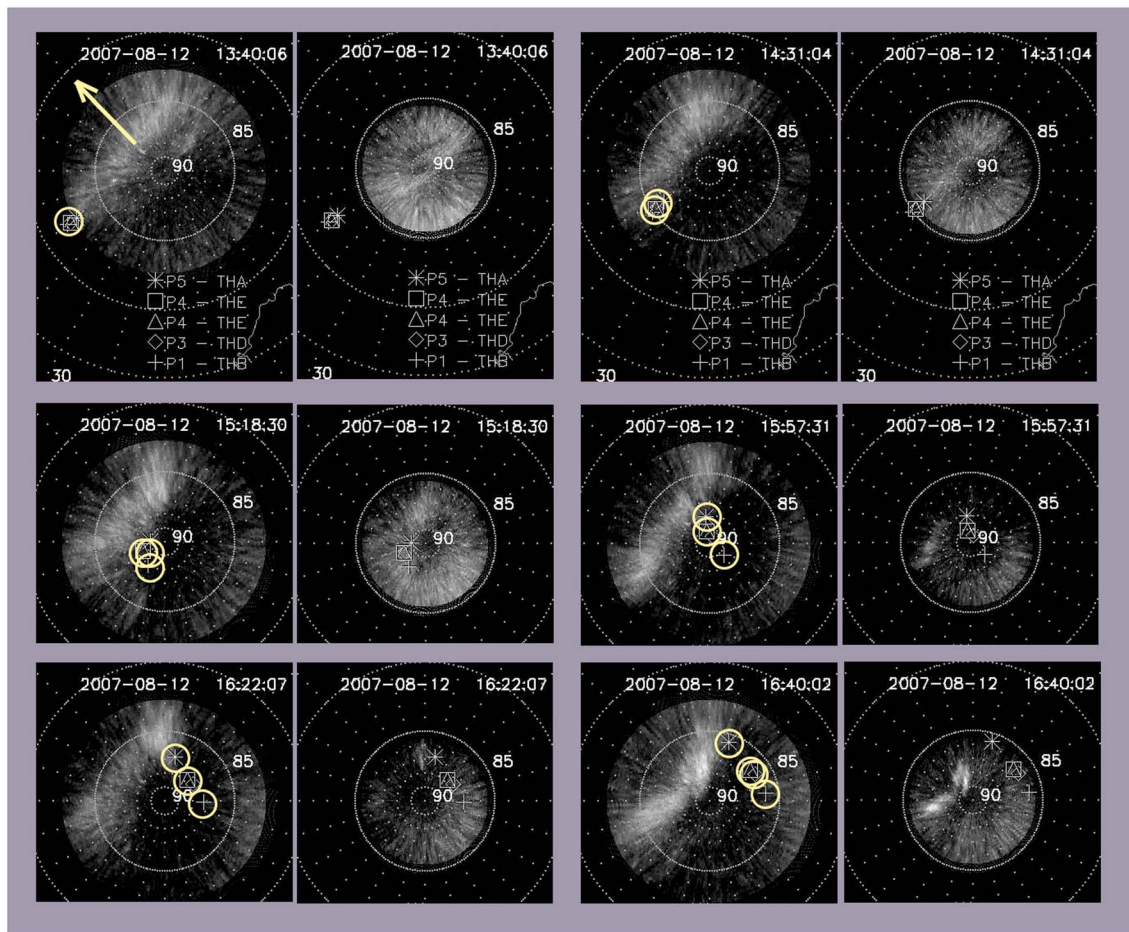 2007-08-12 13:40:06
85
90
P5 - THA
P4 - THE
P4 - THE
P3 - THD
P1 - THB
30
2007-08-12 13:40:06
85
90
P5 - THA
P4 - THE
P4 - THE
P3 - THD
P1 - THB
30
2007-08-12 14:31:04
85
90
P5 - THA
P4 - THE
P4 - THE
P3 - THD
P1 - THB
30
2007-08-12 14:31:04
85
90
P5 - THA
P4 - THE
P4 - THE
P3 - THD
P1 - THB
30
2007-08-12 15:18:30
85
90
2007-08-12 15:18:30
85
90
2007-08-12 15:57:31
85
90
2007-08-12 15:57:31
85
90
2007-08-12 16:22:07
85
90
2007-08-12 16:22:07
85
90
2007-08-12 16:40:02
85
90
2007-08-12 16:40:02
85
90